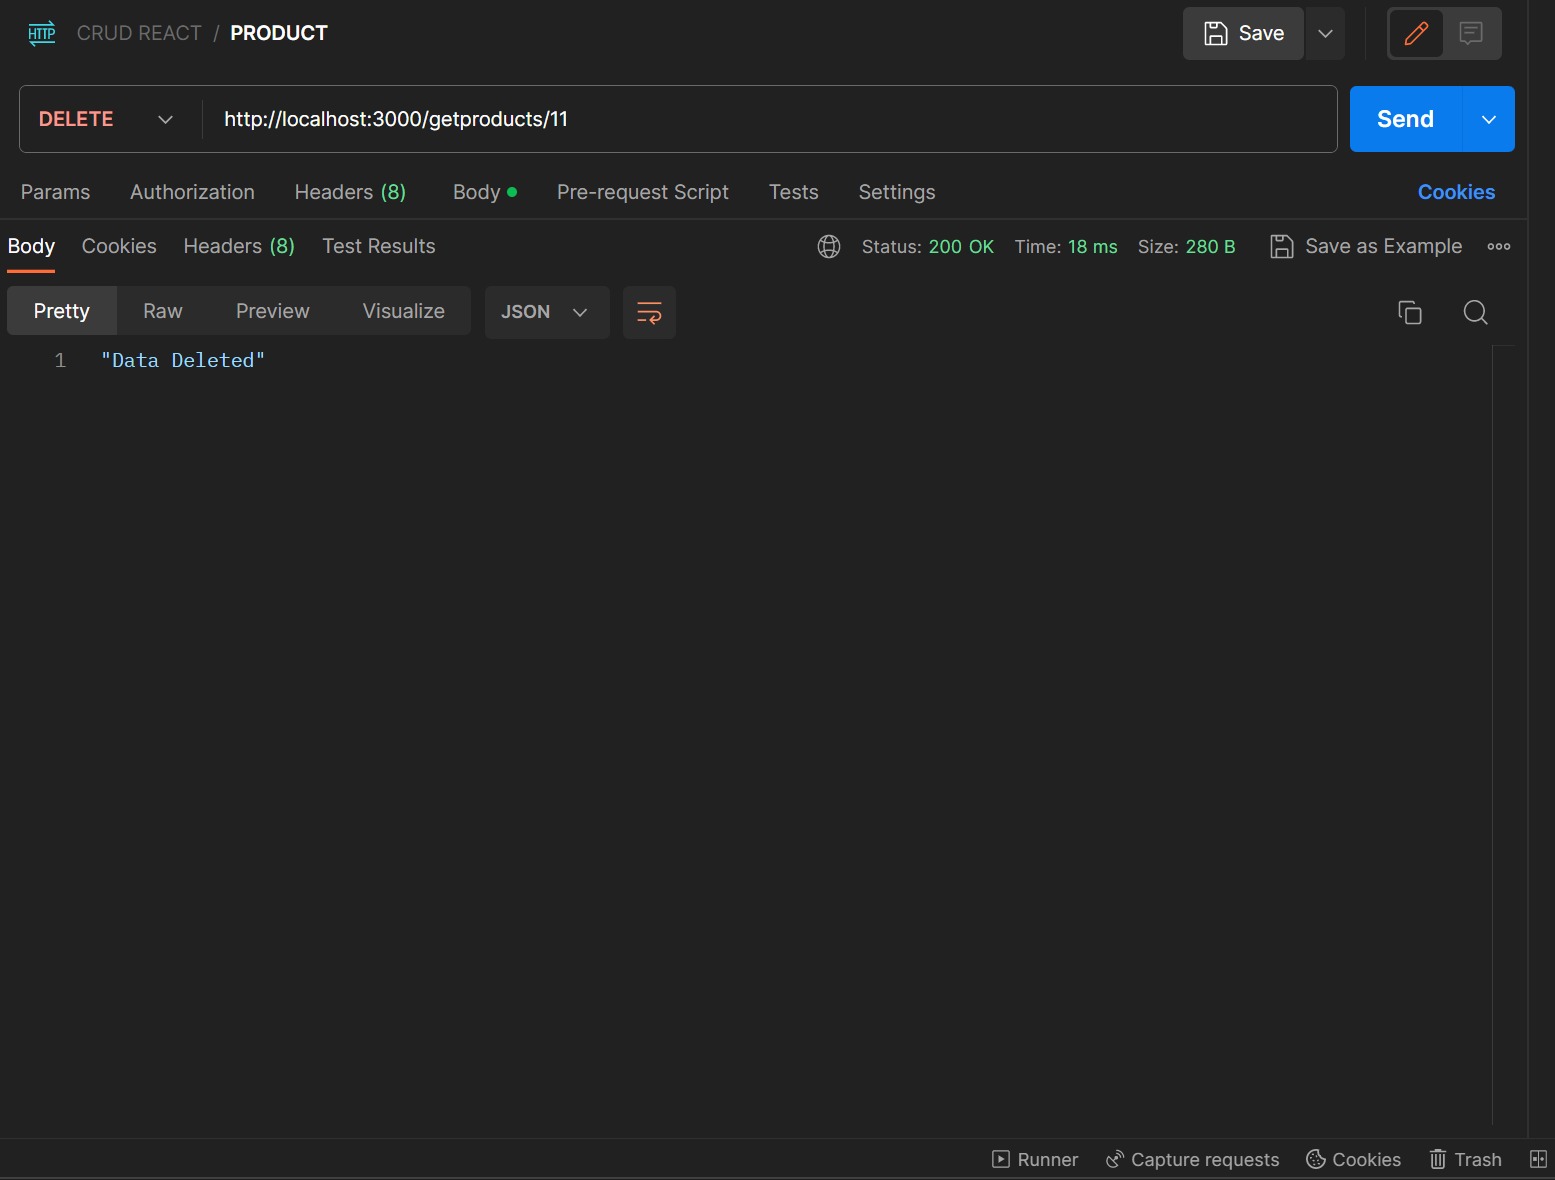 HTTP CRUD REACT / PRODUCT Save
DELETE http://localhost:3000/getproducts/11 Send
Params Authorization Headers (8) Body Pre-request Script Tests Settings Cookies
Body Cookies Headers (8) Test Results Status: 200 OK Time: 18 ms Size: 280 B Save as Example
Pretty Raw Preview Visualize JSON
1 "Data Deleted"
Runner Capture requests Cookies Trash